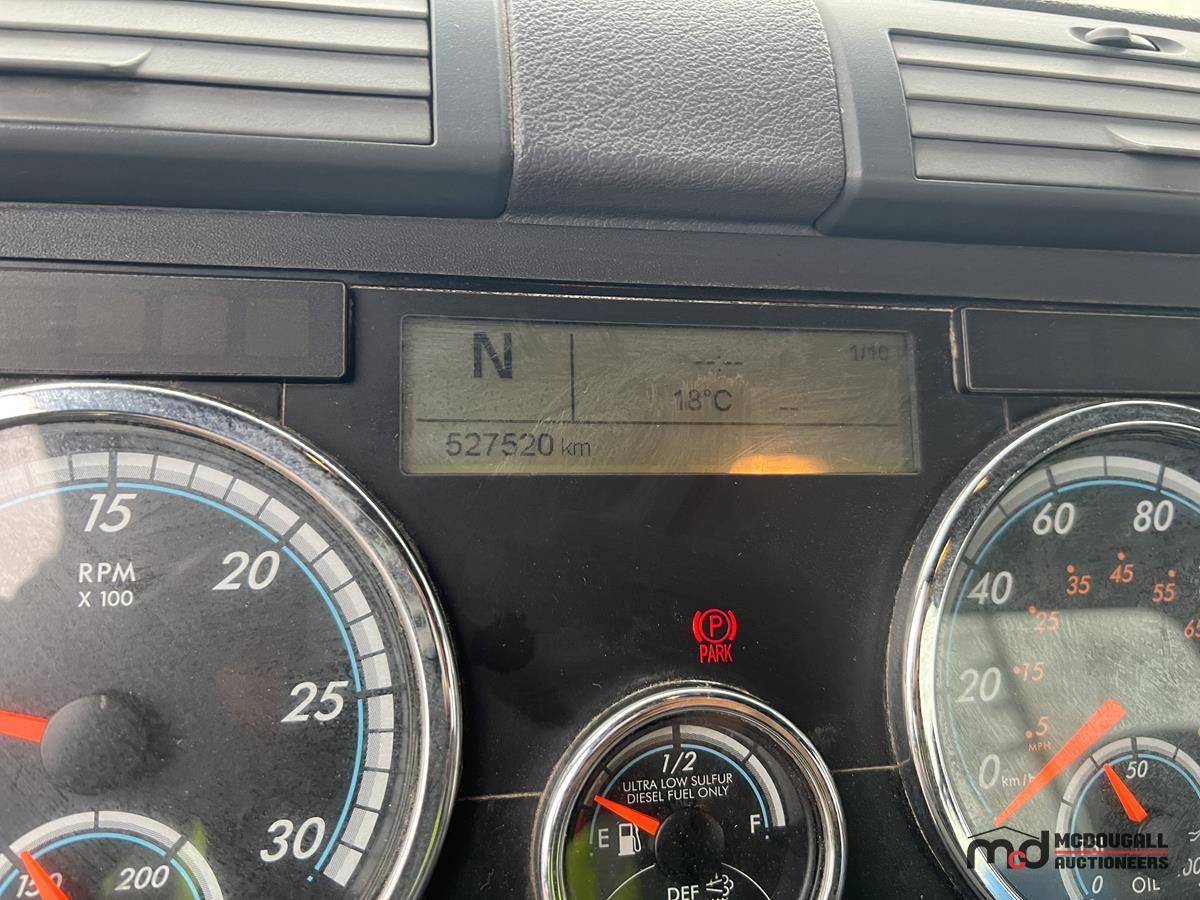 N
--:--
1/10
18°C
--
527520 km
15
RPM
X 100
20
25
30
150
200
PARK
1/2
ULTRA LOW SULFUR
DIESEL FUEL ONLY
E
F
DEF
60
80
40
35
45
55
25
20
15
5
MPH
0
km/h
50
0
OIL
mcd
MCDOUGALL
AUCTIONEERS